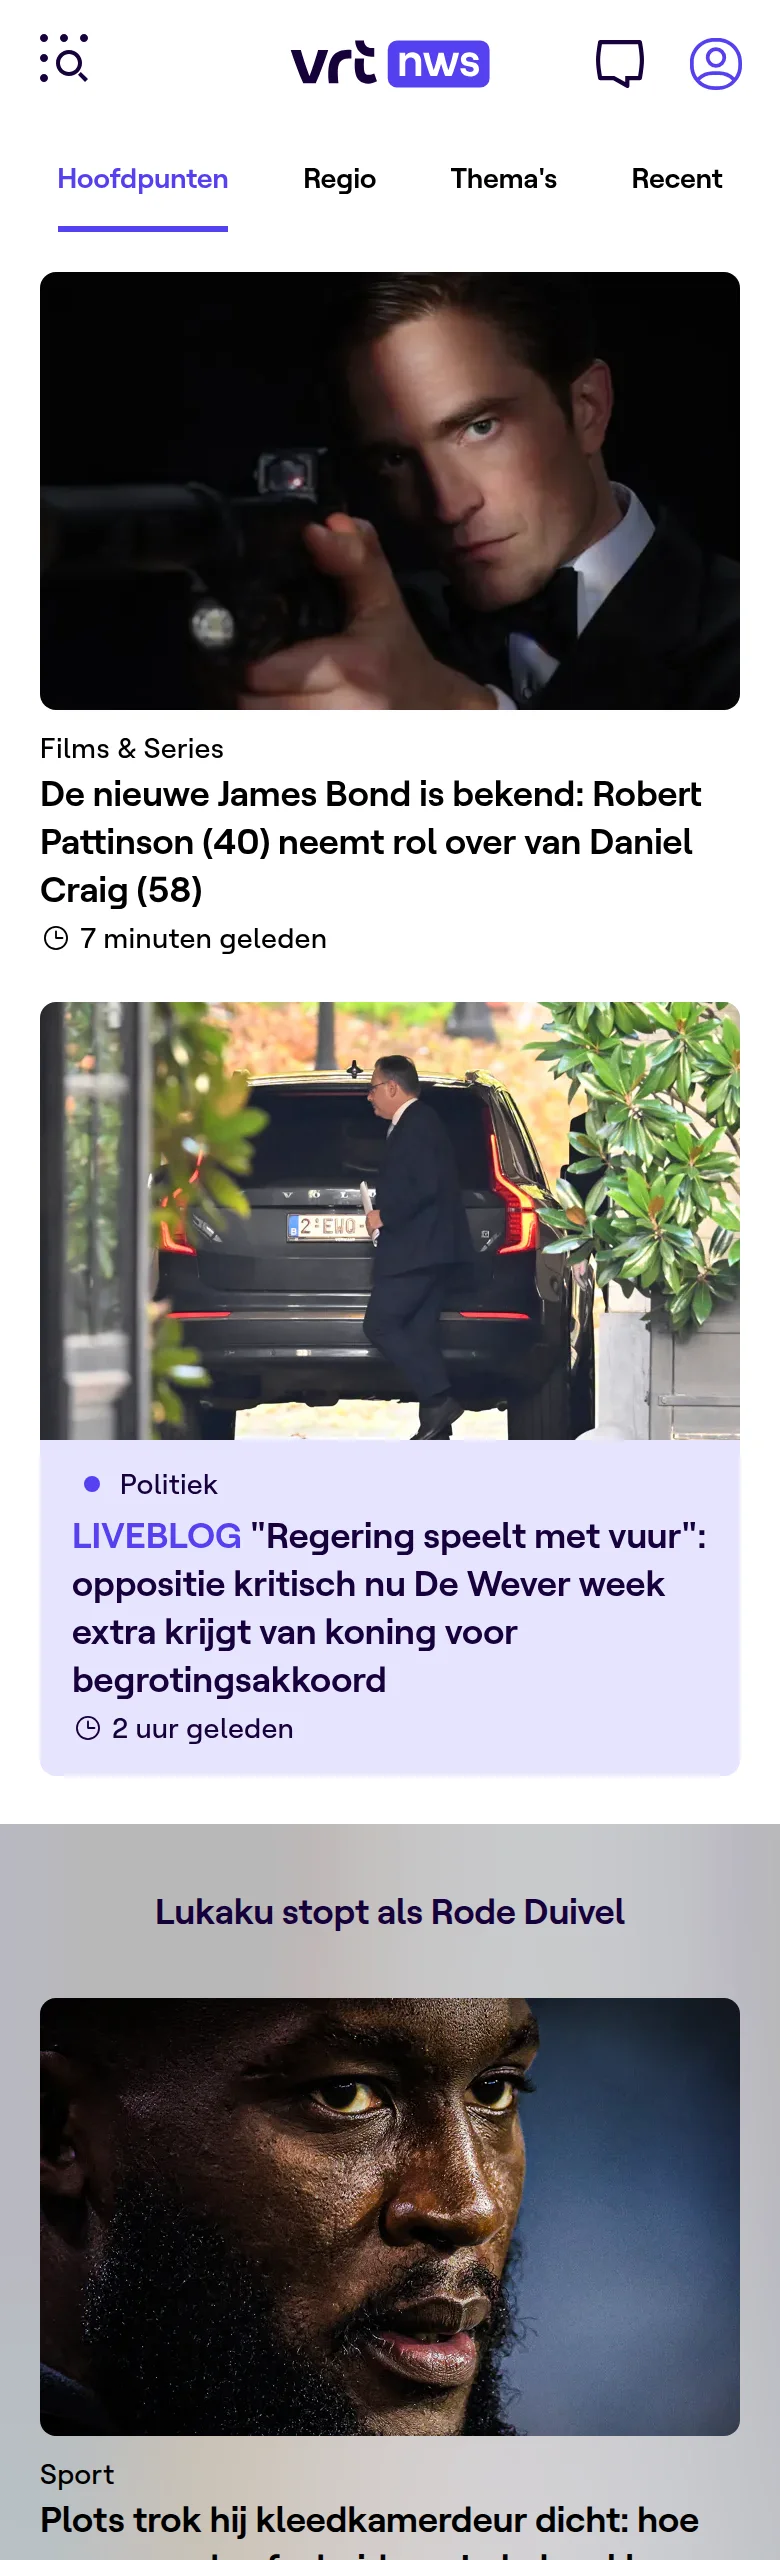 vrt nws
Hoofdpunten Regio Thema's Recent
Films & Series
De nieuwe James Bond is bekend: Robert
Pattinson (40) neemt rol over van Daniel
Craig (58)
7 minuten geleden
VOLV
B 2 EWQ-
Politiek
LIVEBLOG "Regering speelt met vuur":
oppositie kritisch nu De Wever week
extra krijgt van koning voor
begrotingsakkoord
2 uur geleden
Lukaku stopt als Rode Duivel
Sport
Plots trok hij kleedkamerdeur dicht: hoe